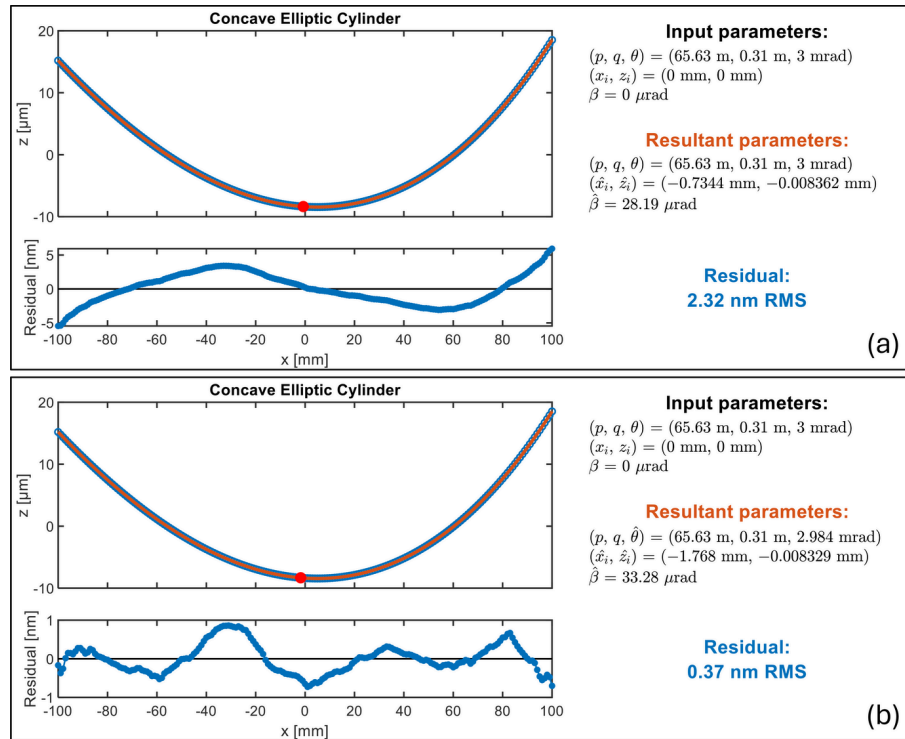 Concave Elliptic Cylinder
20
10
0
-10
z [µm]
5
0
-5
Residual [nm]
-100 -80 -60 -40 -20 0 20 40 60 80 100
x [mm]
Input parameters:
(p, q, θ) = (65.63 m, 0.31 m, 3 mrad)
(xᵢ, zᵢ) = (0 mm, 0 mm)
β = 0 µrad
Resultant parameters:
(p, q, θ) = (65.63 m, 0.31 m, 3 mrad)
(x̂ᵢ, ẑᵢ) = (−0.7344 mm, −0.008362 mm)
β̂ = 28.19 µrad
Residual:
2.32 nm RMS
(a)
Concave Elliptic Cylinder
20
10
0
-10
z [µm]
1
0
-1
Residual [nm]
-100 -80 -60 -40 -20 0 20 40 60 80 100
x [mm]
Input parameters:
(p, q, θ) = (65.63 m, 0.31 m, 3 mrad)
(xᵢ, zᵢ) = (0 mm, 0 mm)
β = 0 µrad
Resultant parameters:
(p, q, θ̂) = (65.63 m, 0.31 m, 2.984 mrad)
(x̂ᵢ, ẑᵢ) = (−1.768 mm, −0.008329 mm)
β̂ = 33.28 µrad
Residual:
0.37 nm RMS
(b)